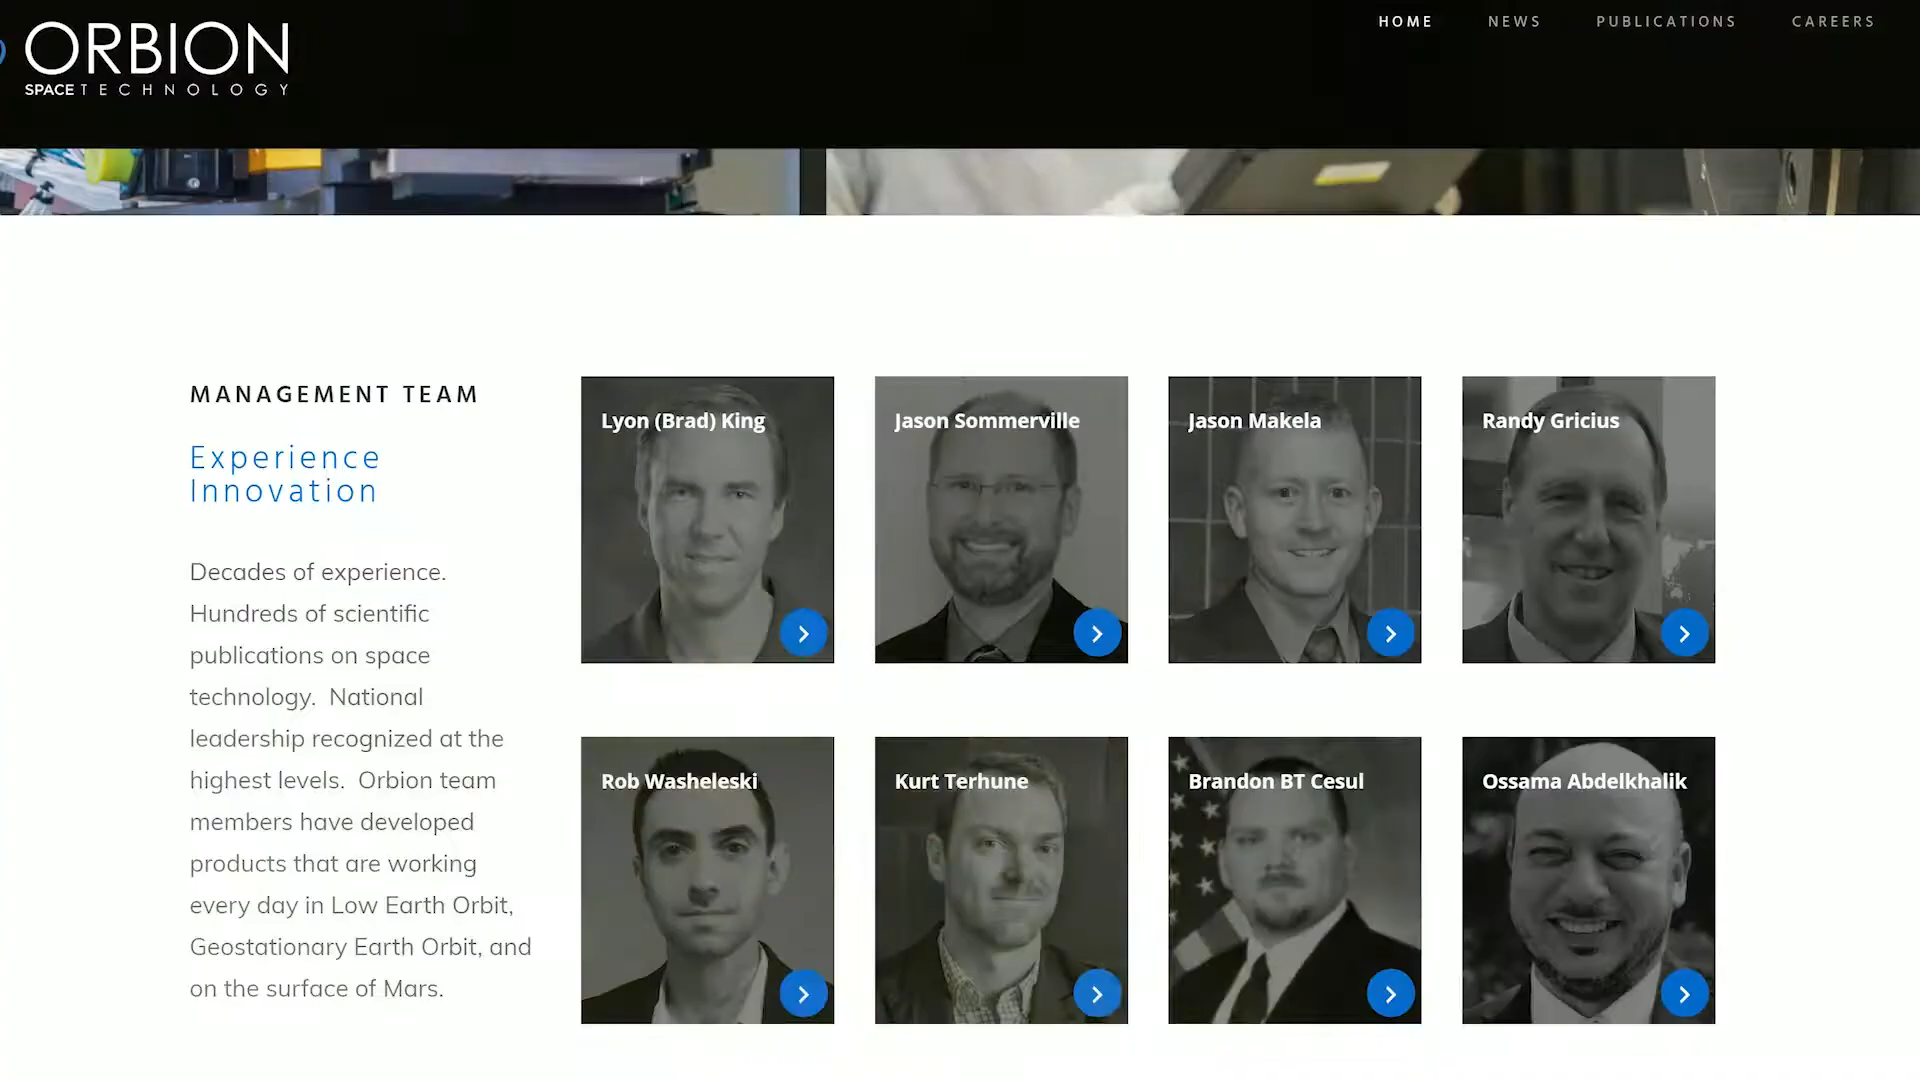 ORBION
SPACE TECHNOLOGY
HOME NEWS PUBLICATIONS CAREERS
MANAGEMENT TEAM
Experience
Innovation
Decades of experience.
Hundreds of scientific
publications on space
technology. National
leadership recognized at the
highest levels. Orbion team
members have developed
products that are working
every day in Low Earth Orbit,
Geostationary Earth Orbit, and
on the surface of Mars.
Lyon (Brad) King
Jason Sommerville
Jason Makela
Randy Gricius
Rob Washeleski
Kurt Terhune
Brandon BT Cesul
Ossama Abdelkhalik